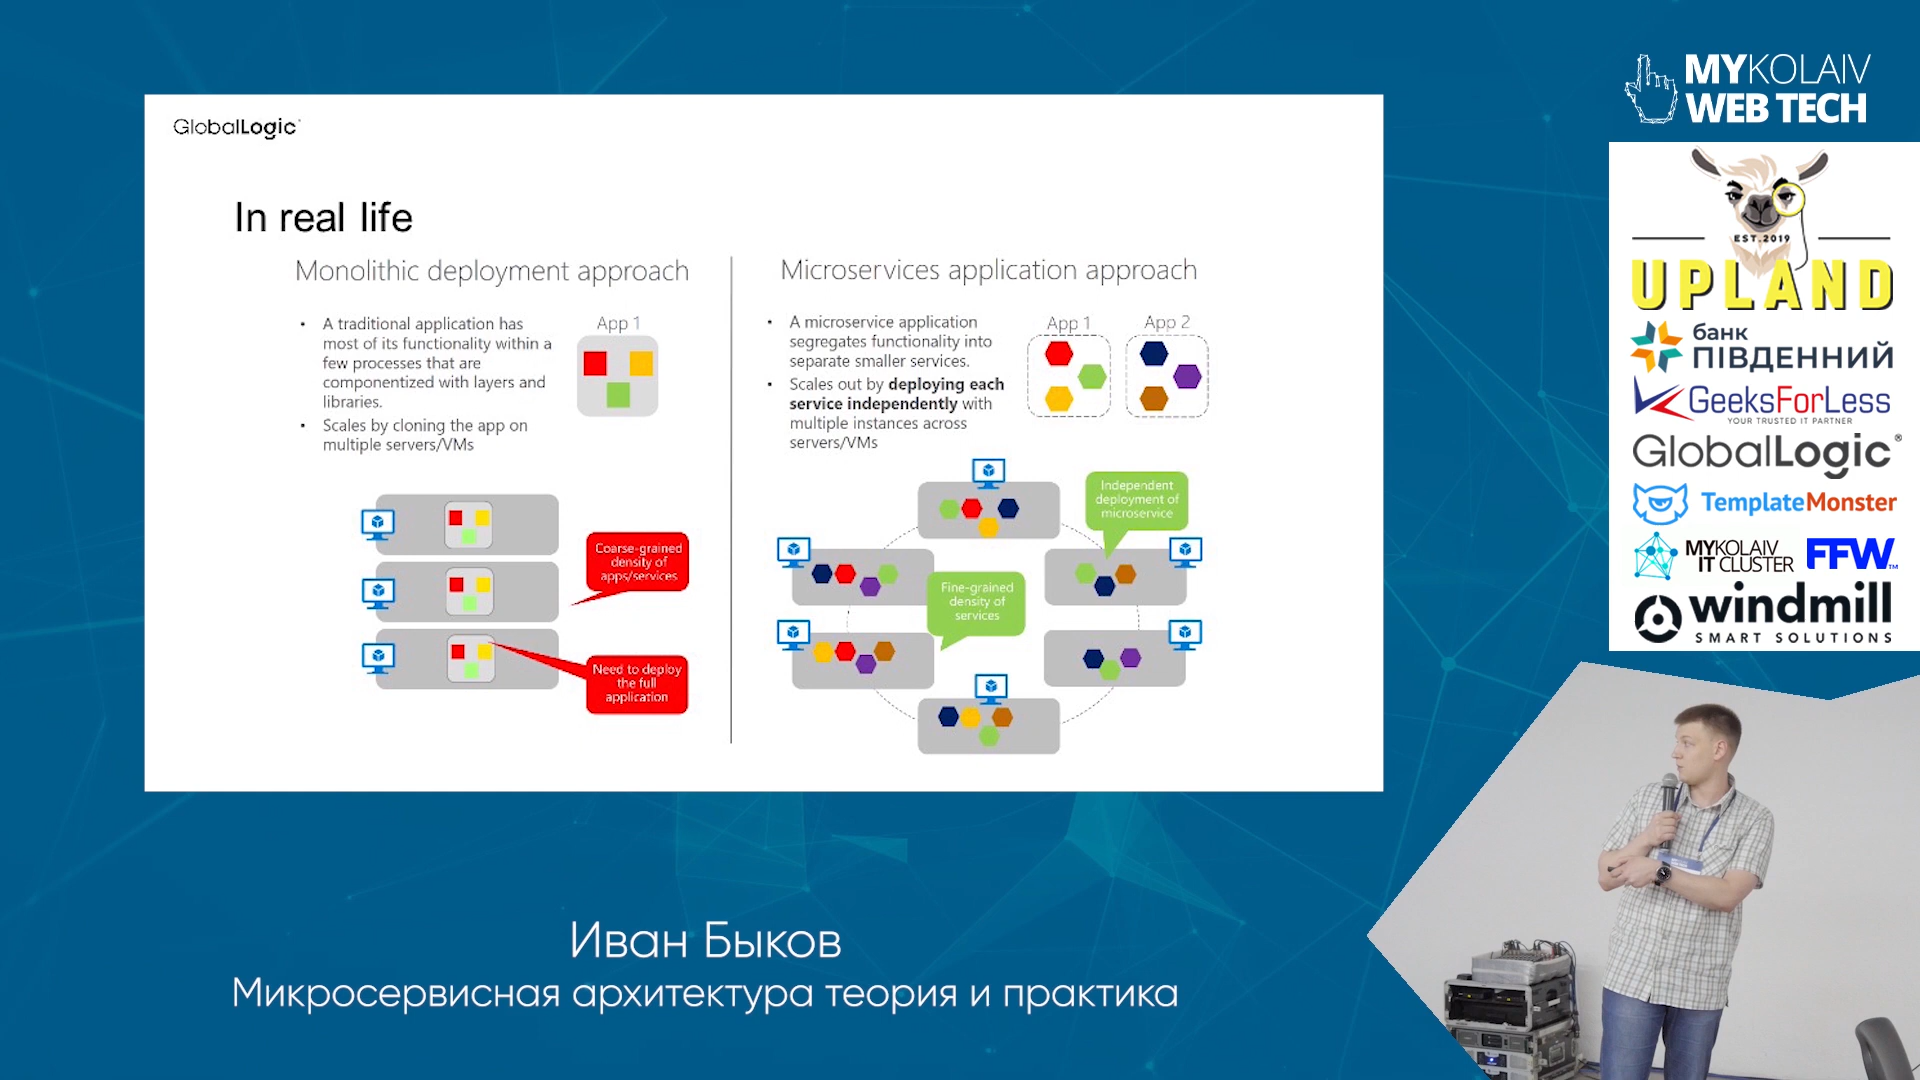 GlobalLogic
In real life
Monolithic deployment approach
• A traditional application has
most of its functionality within a
few processes that are
componentized with layers and
libraries.
• Scales by cloning the app on
multiple servers/VMs
App 1
Coarse-grained
density of
apps/services
Need to deploy
the full
application
Microservices application approach
• A microservice application
segregates functionality into
separate smaller services.
• Scales out by deploying each
service independently with
multiple instances across
servers/VMs
App 1
App 2
Independent
deployment of
microservice
Fine-grained
density of
services
MYKOLAIV
WEB TECH
EST.2019
UPLAND
банк
ПІВДЕННИЙ
GeeksForLess
YOUR TRUSTED IT PARTNER
GlobalLogic®
TemplateMonster
MYKOLAIV
IT CLUSTER
FFW™
windmill
SMART SOLUTIONS
Иван Быков
Микросервисная архитектура теория и практика